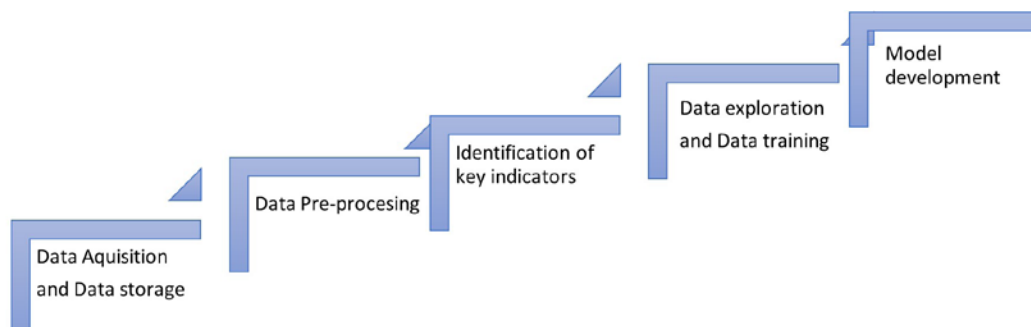 Data Aquisition
and Data storage
Data Pre-procesing
Identification of
key indicators
Data exploration
and Data training
Model
development